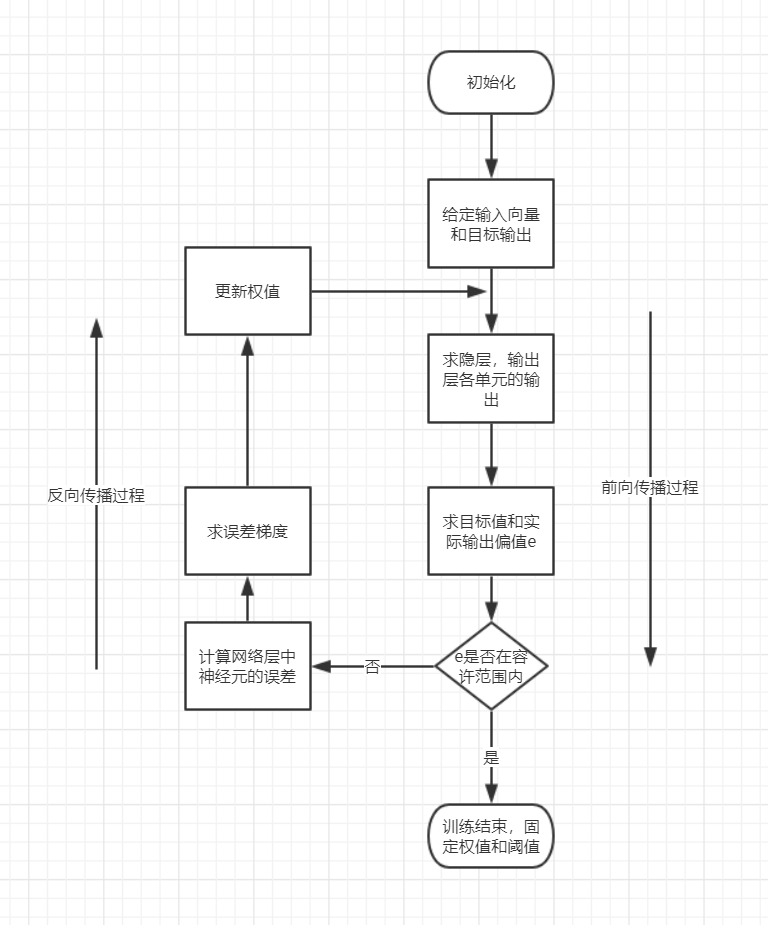 初始化
给定输入向量
和目标输出
更新权值
求隐层，输出
层各单元的输
出
反向传播过程
前向传播过程
求误差梯度
求目标值和实
际输出偏值e
计算网络层中
神经元的误差
否
e是否在容
许范围内
是
训练结束，固
定权值和阈值